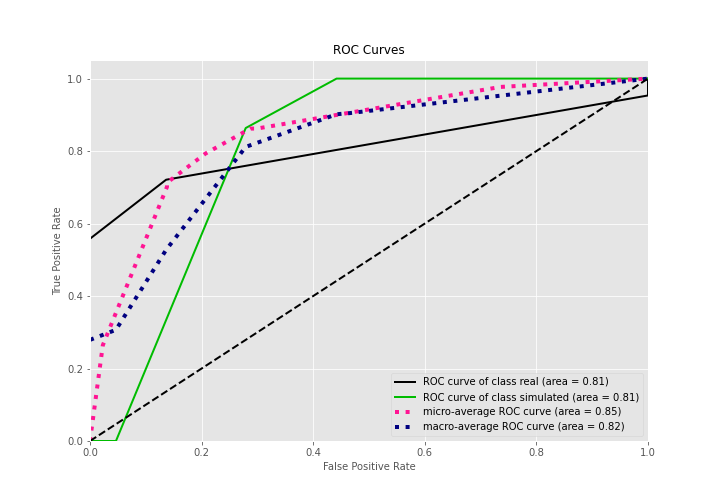 ROC Curves
True Positive Rate
1.0
0.8
0.6
0.4
0.2
0.0
ROC curve of class real (area = 0.81)
ROC curve of class simulated (area = 0.81)
micro-average ROC curve (area = 0.85)
macro-average ROC curve (area = 0.82)
0.0 0.2 0.4 0.6 0.8 1.0
False Positive Rate